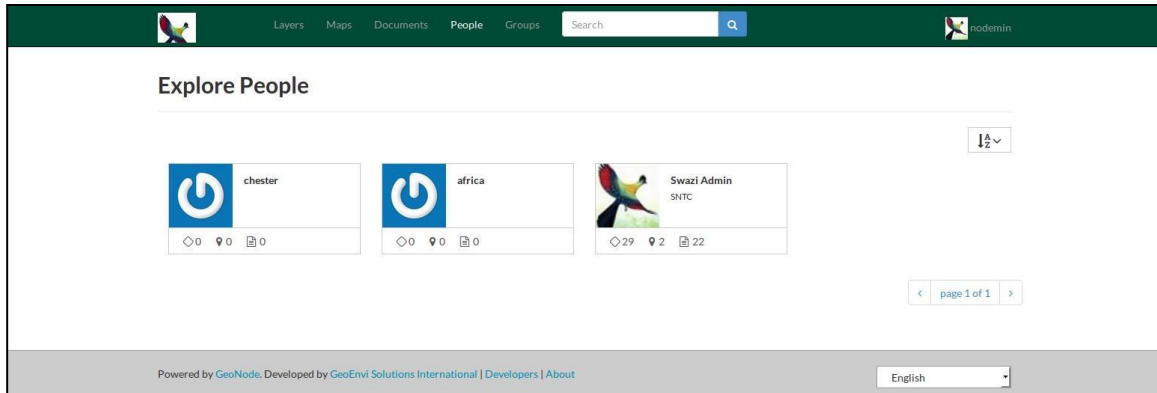 Layers Maps Documents People Groups Search nodemin
Explore People
chester
africa
Swazi Admin
SNTC
0 0 0
0 0 0
29 2 22
page 1 of 1
Powered by GeoNode. Developed by GeoEnvi Solutions International | Developers | About
English